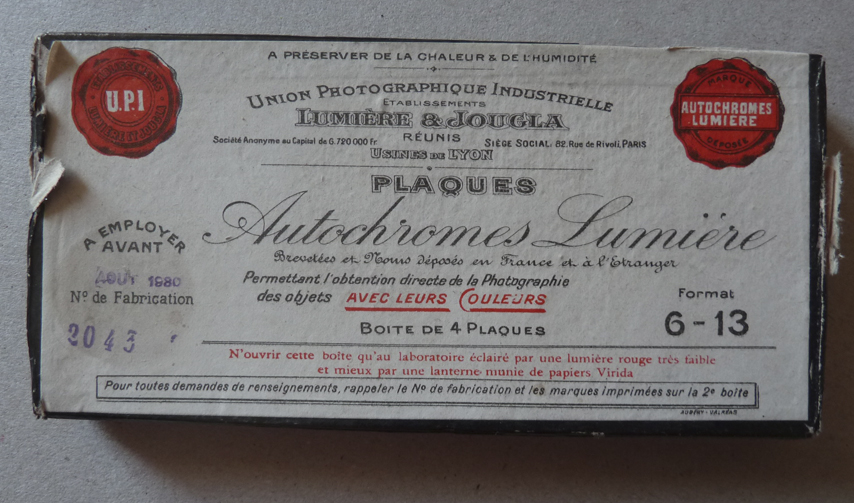 A PRÉSERVER DE LA CHALEUR & DE L'HUMIDITÉ
U.P.I
UNION PHOTOGRAPHIQUE INDUSTRIELLE
ÉTABLISSEMENTS
LUMIÈRE & JOUGLA
RÉUNIS
Société Anonyme au Capital de 6.720.000 fr.
SIÈGE SOCIAL. 82. Rue de Rivoli, PARIS
USINES DE LYON
MARQUE
AUTOCHROMES
LUMIERE
DÉPOSÉE
PLAQUES
Autochromes Lumière
Brevetées et Noms déposés en France et à l'Etranger
A EMPLOYER
AVANT
AOUT 1930
Nº de Fabrication
2043
Permettant l'obtention directe de la Photographie
des objets AVEC LEURS COULEURS
BOITE DE 4 PLAQUES
Format
6-13
N'ouvrir cette boîte qu'au laboratoire éclairé par une lumière rouge très faible
et mieux par une lanterne munie de papiers Virida
Pour toutes demandes de renseignements, rappeler le Nº de fabrication et les marques imprimées sur la 2e boîte